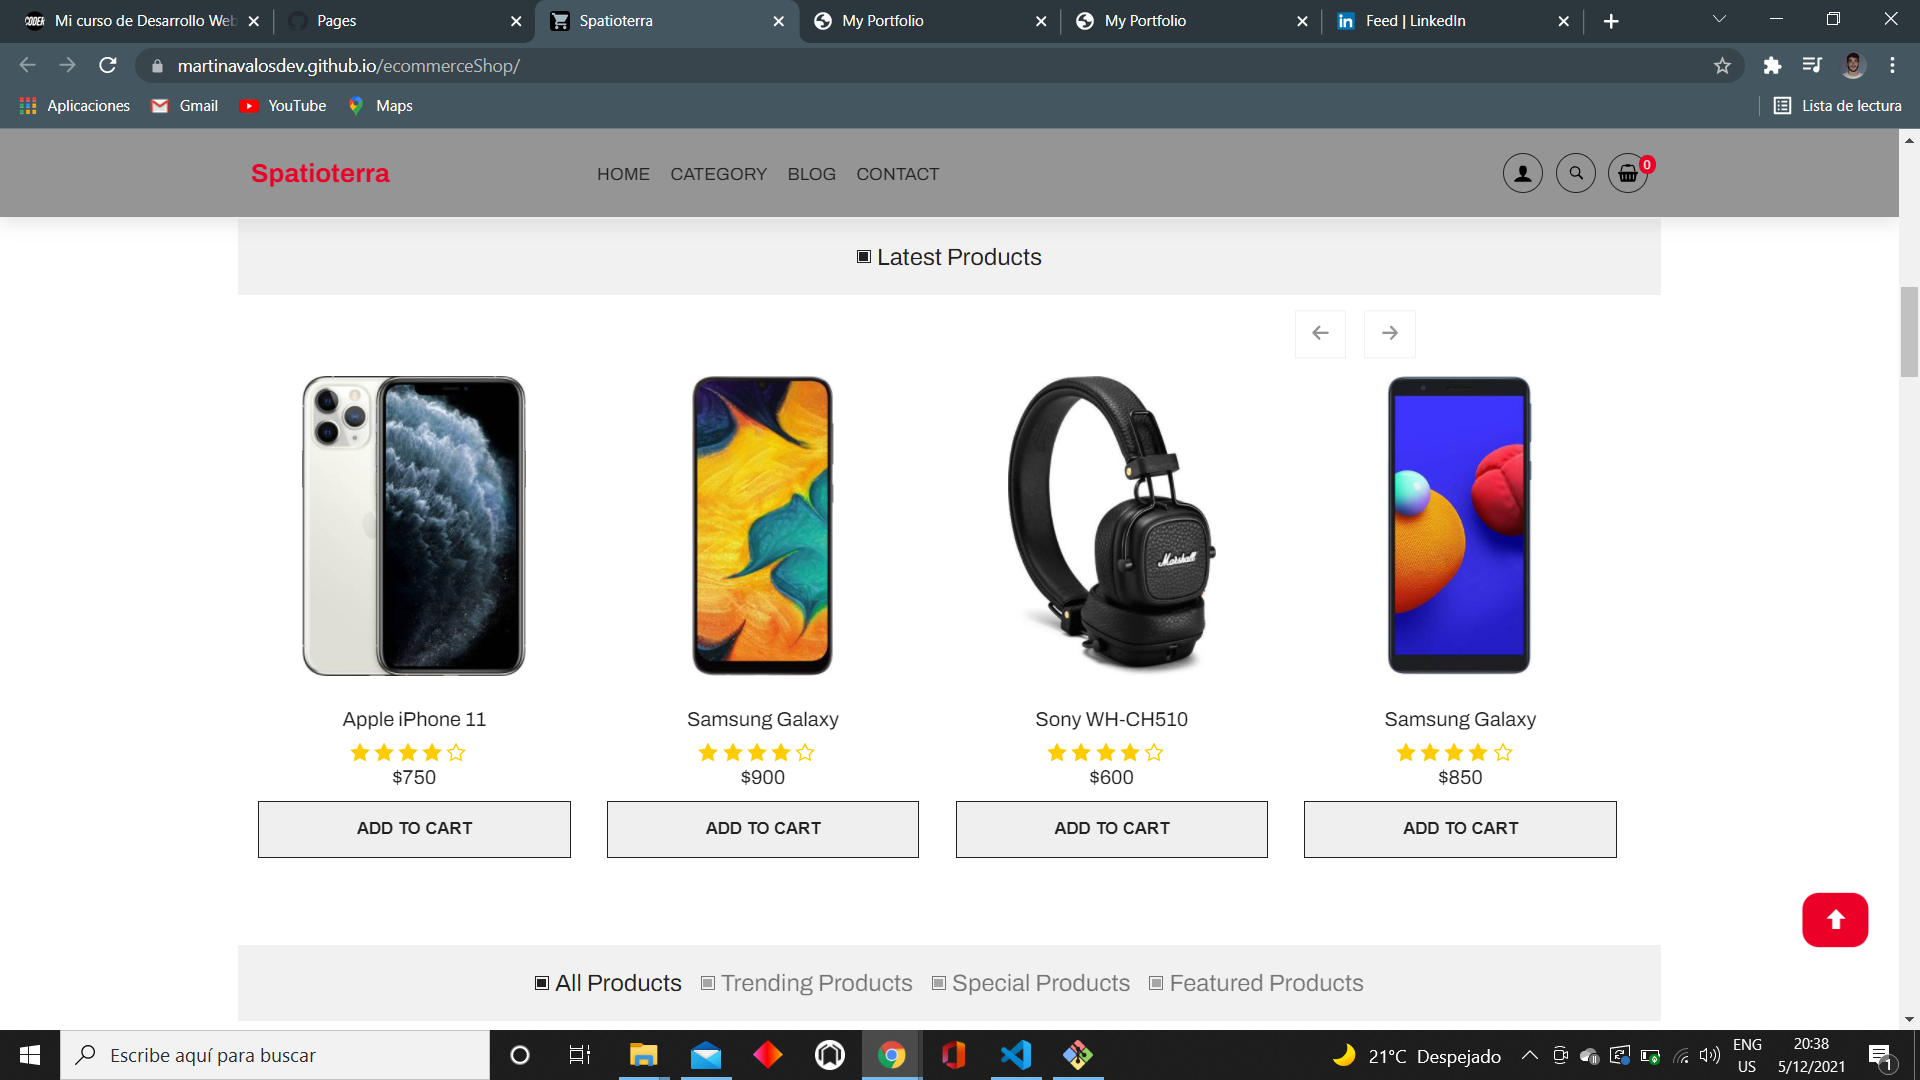 Mi curso de Desarrollo Web
Pages
Spatioterra
My Portfolio
My Portfolio
Feed | LinkedIn
martinavalosdev.github.io/ecommerceShop/
Aplicaciones
Gmail
YouTube
Maps
Lista de lectura
Spatioterra
HOME
CATEGORY
BLOG
CONTACT
0
Latest Products
Marshall
Apple iPhone 11
Samsung Galaxy
Sony WH-CH510
Samsung Galaxy
$750
$900
$600
$850
ADD TO CART
ADD TO CART
ADD TO CART
ADD TO CART
All Products
Trending Products
Special Products
Featured Products
Escribe aquí para buscar
21°C Despejado
ENG
US
20:38
5/12/2021
1